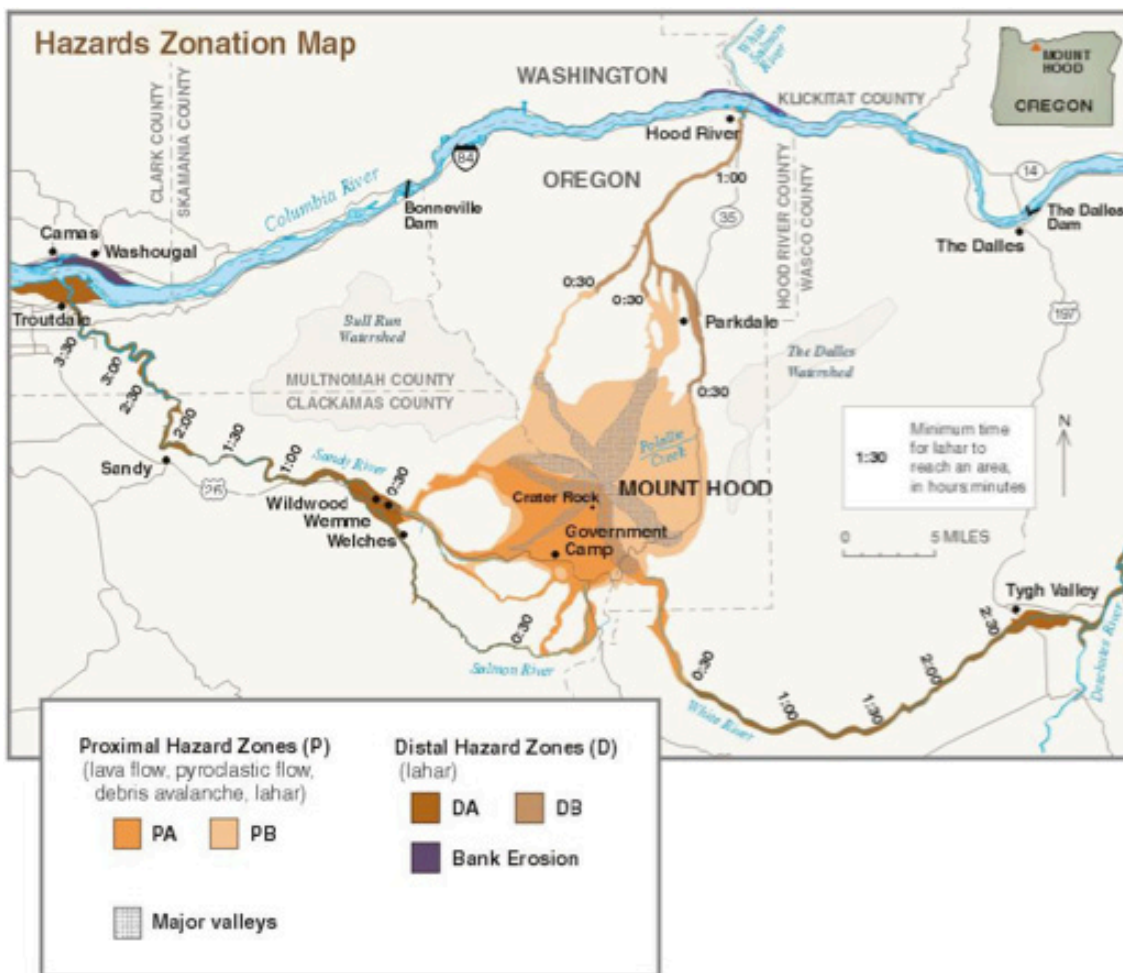 Hazards Zonation Map
WASHINGTON
White
Salmon
River
KLICKITAT COUNTY
MOUNT
HOOD
OREGON
CLARK COUNTY
SKAMANIA COUNTY
Columbia River
84
Hood River
OREGON
1:00
35
HOOD RIVER COUNTY
WASCO COUNTY
14
The Dalles
Dam
The Dalles
Bonneville
Dam
Camas
Washougal
Troutdale
0:30
0:30
Parkdale
197
Bull Run
Watershed
The Dalles
Watershed
3:30
3:00
2:30
2:00
MULTNOMAH COUNTY
CLACKAMAS COUNTY
0:30
1:30
Minimum time
for lahar to
reach an area,
in hours:minutes
N
Sandy
26
1:30
1:00
Sandy River
0:30
Polallie
Creek
Wildwood
Wemme
Welches
Crater Rock
MOUNT HOOD
Government
Camp
0 5 MILES
Tygh Valley
0:30
Salmon River
0:30
White River
1:00
1:30
2:00
2:30
Deschutes River
Proximal Hazard Zones (P)
(lava flow, pyroclastic flow,
debris avalanche, lahar)
PA PB
Major valleys
Distal Hazard Zones (D)
(lahar)
DA DB
Bank Erosion